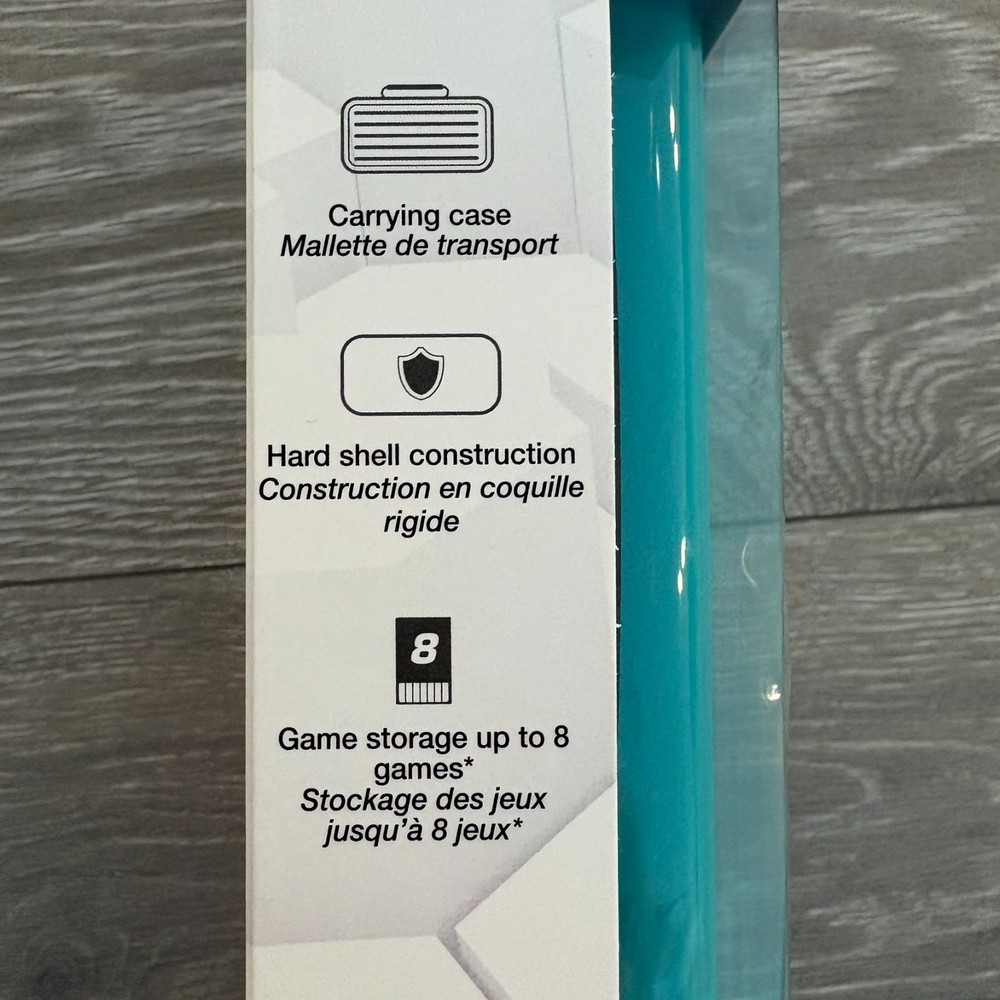 Carrying case
Mallette de transport
Hard shell construction
Construction en coquille
rigide
8
Game storage up to 8
games*
Stockage des jeux
jusqu'à 8 jeux*